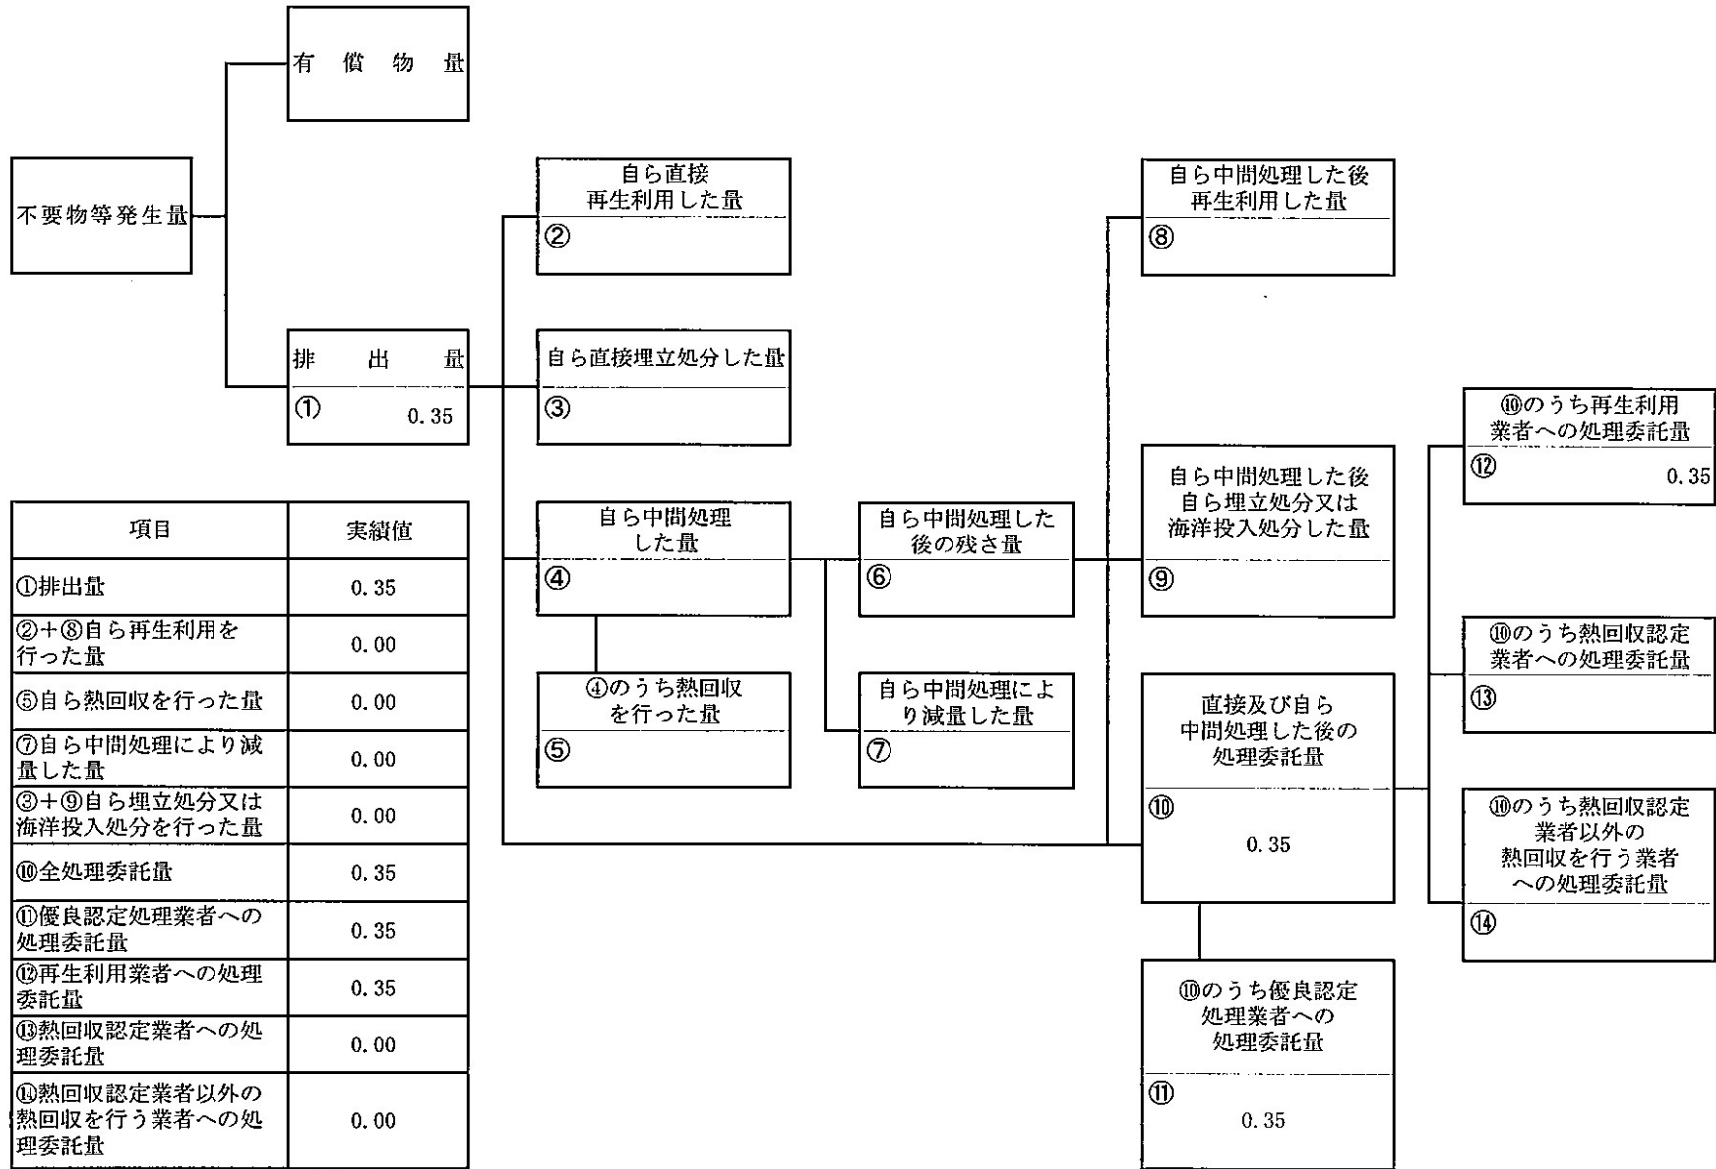 有償物量
不要物等発生量
排出量
① 0.35
自ら直接
再生利用した量
②
自ら直接埋立処分した量
③
自ら中間処理
した量
④
④のうち熱回収
を行った量
⑤
自ら中間処理した
後の残さ量
⑥
自ら中間処理によ
り減量した量
⑦
自ら中間処理した後
再生利用した量
⑧
自ら中間処理した後
自ら埋立処分又は
海洋投入処分した量
⑨
直接及び自ら
中間処理した後の
処理委託量
⑩
0.35
⑩のうち優良認定
処理業者への
処理委託量
⑪
0.35
⑩のうち再生利用
業者への処理委託量
⑫ 0.35
⑩のうち熱回収認定
業者への処理委託量
⑬
⑩のうち熱回収認定
業者以外の
熱回収を行う業者
への処理委託量
⑭
項目 実績値
①排出量 0.35
②+⑧自ら再生利用を
行った量 0.00
⑤自ら熱回収を行った量 0.00
⑦自ら中間処理により減
量した量 0.00
③+⑨自ら埋立処分又は
海洋投入処分を行った量 0.00
⑩全処理委託量 0.35
⑪優良認定処理業者への
処理委託量 0.35
⑫再生利用業者への処理
委託量 0.35
⑬熱回収認定業者への処
理委託量 0.00
⑭熱回収認定業者以外の
熱回収を行う業者への処
理委託量 0.00